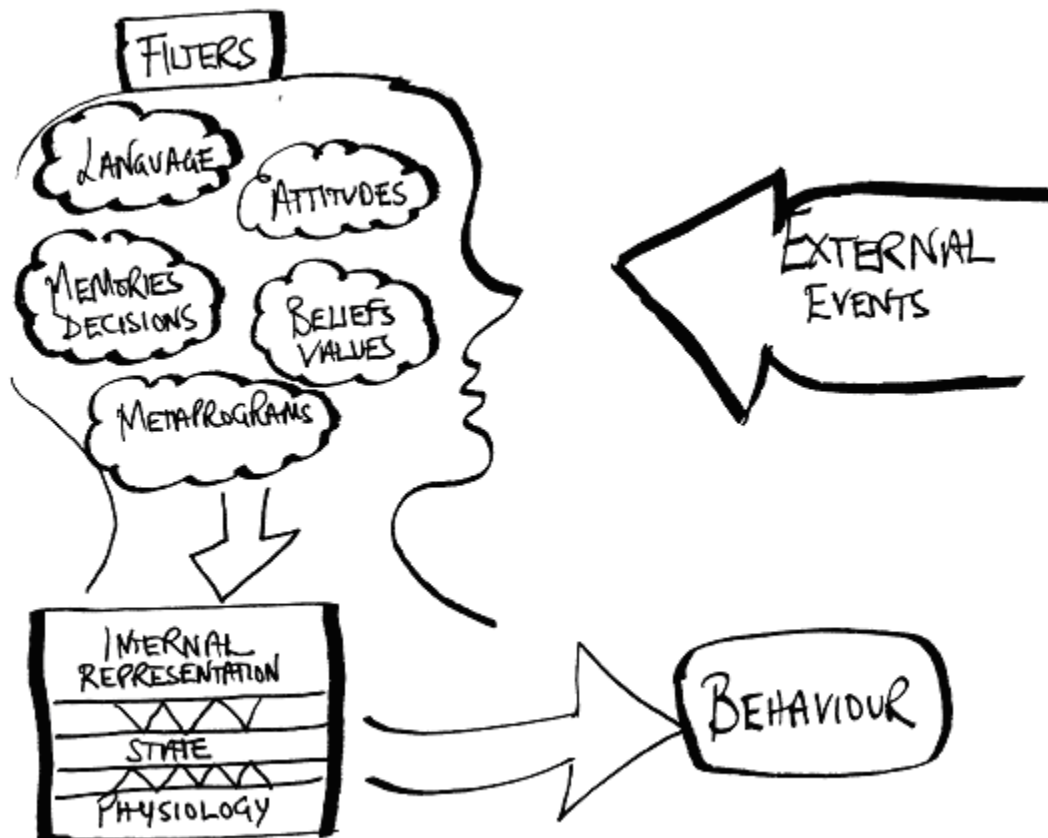 FILTERS
LANGUAGE
ATTITUDES
MEMORIES
DECISIONS
BELIEFS
VALUES
METAPROGRAMS
EXTERNAL
EVENTS
INTERNAL
REPRESENTATION
STATE
PHYSIOLOGY
BEHAVIOUR